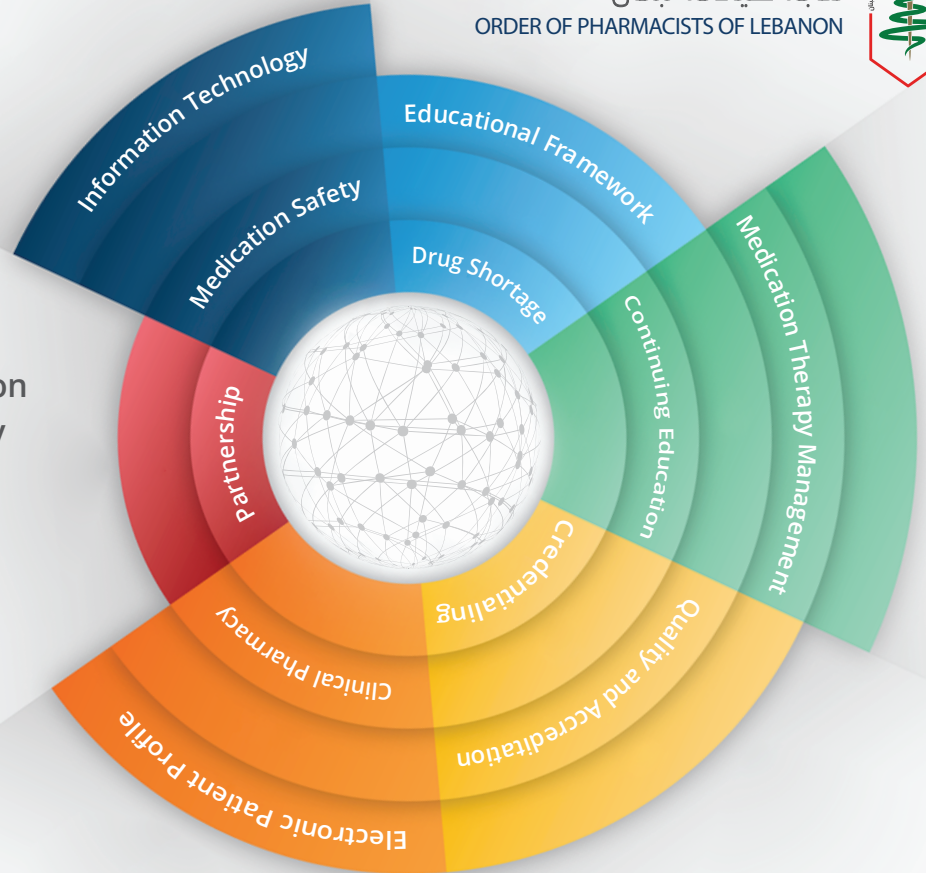 ORDER OF PHARMACISTS OF LEBANON
Information Technology
Educational Framework
Medication Safety
Drug Shortage
Medication Therapy Management
Continuing Education
Partnership
Credentialing
Quality and Accreditation
Clinical Pharmacy
Electronic Patient Profile